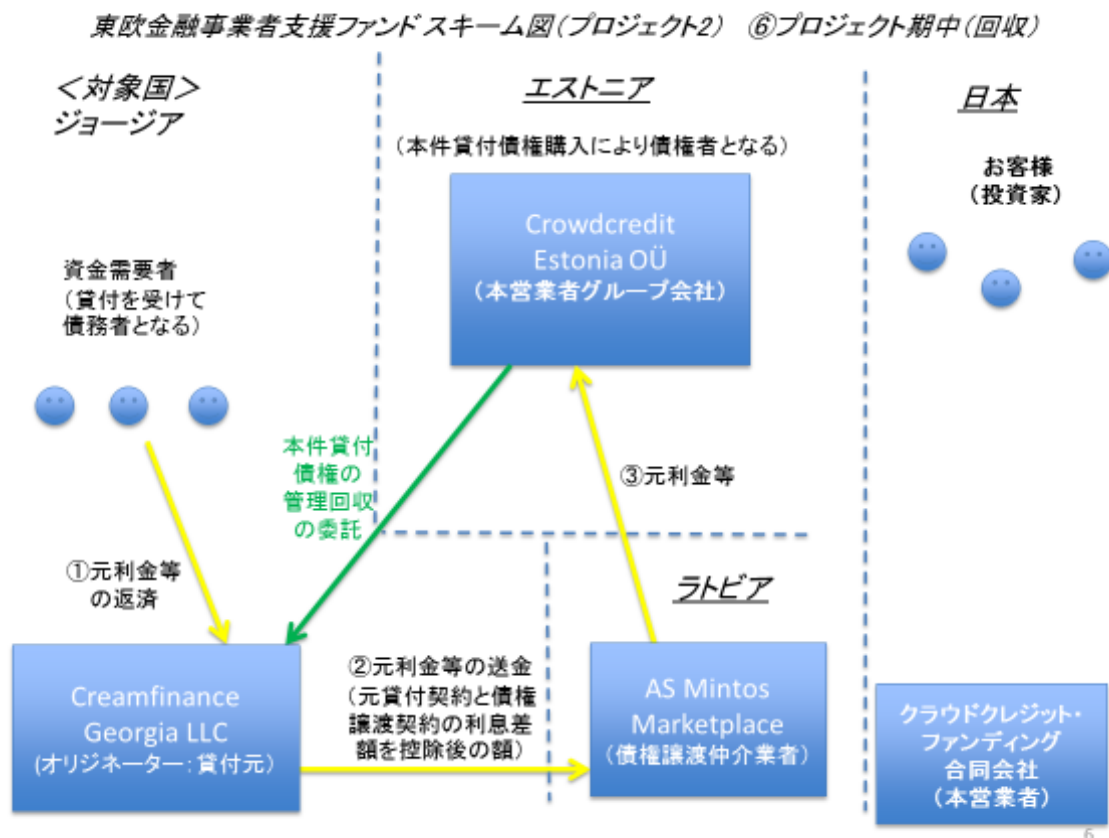 東欧金融事業者支援ファンド スキーム図(プロジェクト2) ⑥プロジェクト期中(回収)
＜対象国＞
ジョージア
エストニア
日本
(本件貸付債権購入により債権者となる)
お客様
(投資家)
Crowdcredit
Estonia OÜ
(本営業者グループ会社)
資金需要者
(貸付を受けて
債務者となる)
本件貸付
債権の
管理回収
の委託
③元利金等
①元利金等
の返済
ラトビア
Creamfinance
Georgia LLC
(オリジネーター：貸付元)
②元利金等の送金
(元貸付契約と債権
譲渡契約の利息差
額を控除後の額)
AS Mintos
Marketplace
(債権譲渡仲介業者)
クラウドクレジット・
ファンディング
合同会社
(本営業者)
6